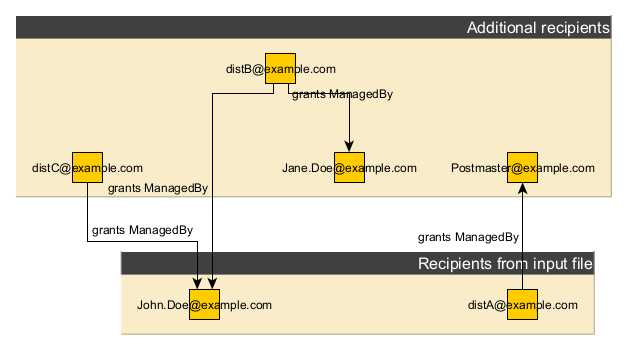 Additional recipients
distB@example.com
grants ManagedBy
distC@example.com
Jane.Doe@example.com
Postmaster@example.com
grants ManagedBy
grants ManagedBy
grants ManagedBy
Recipients from input file
John.Doe@example.com
distA@example.com